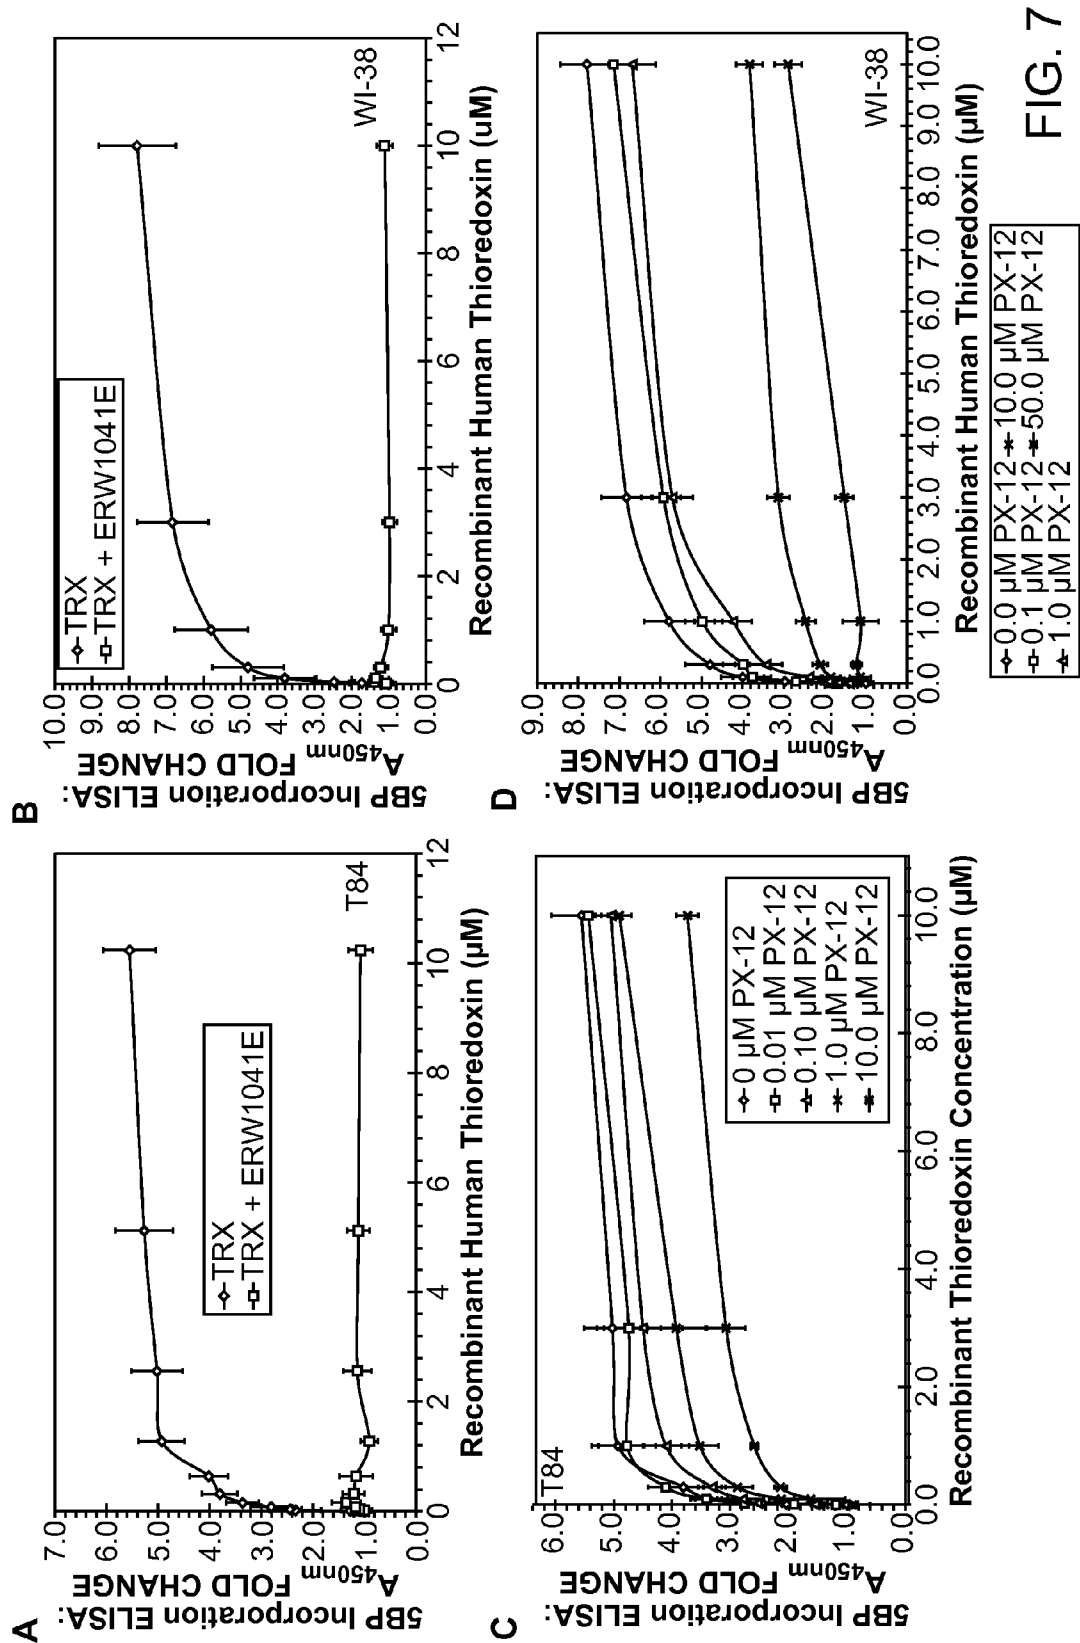 A
5BP Incorporation ELISA:
A450nm FOLD CHANGE
7.0
6.0
5.0
4.0
3.0
2.0
1.0
0.0
TRX
TRX + ERW1041E
T84
0 2 4 6 8 10 12
Recombinant Human Thioredoxin (µM)
B
5BP Incorporation ELISA:
A450nm FOLD CHANGE
10.0
9.0
8.0
7.0
6.0
5.0
4.0
3.0
2.0
1.0
0.0
TRX
TRX + ERW1041E
WI-38
0 2 4 6 8 10 12
Recombinant Human Thioredoxin (uM)
C
5BP Incorporation ELISA:
A450nm FOLD CHANGE
6.0
5.0
4.0
3.0
2.0
1.0
0.0
T84
0 µM PX-12
0.01 µM PX-12
0.10 µM PX-12
1.0 µM PX-12
10.0 µM PX-12
0.0 2.0 4.0 6.0 8.0 10.0
Recombinant Thioredoxin Concentration (µM)
D
5BP Incorporation ELISA:
A450nm FOLD CHANGE
9.0
8.0
7.0
6.0
5.0
4.0
3.0
2.0
1.0
0.0
WI-38
0.0 1.0 2.0 3.0 4.0 5.0 6.0 7.0 8.0 9.0 10.0
Recombinant Human Thioredoxin (µM)
0.0 µM PX-12 10.0 µM PX-12
0.1 µM PX-12 50.0 µM PX-12
1.0 µM PX-12
FIG. 7